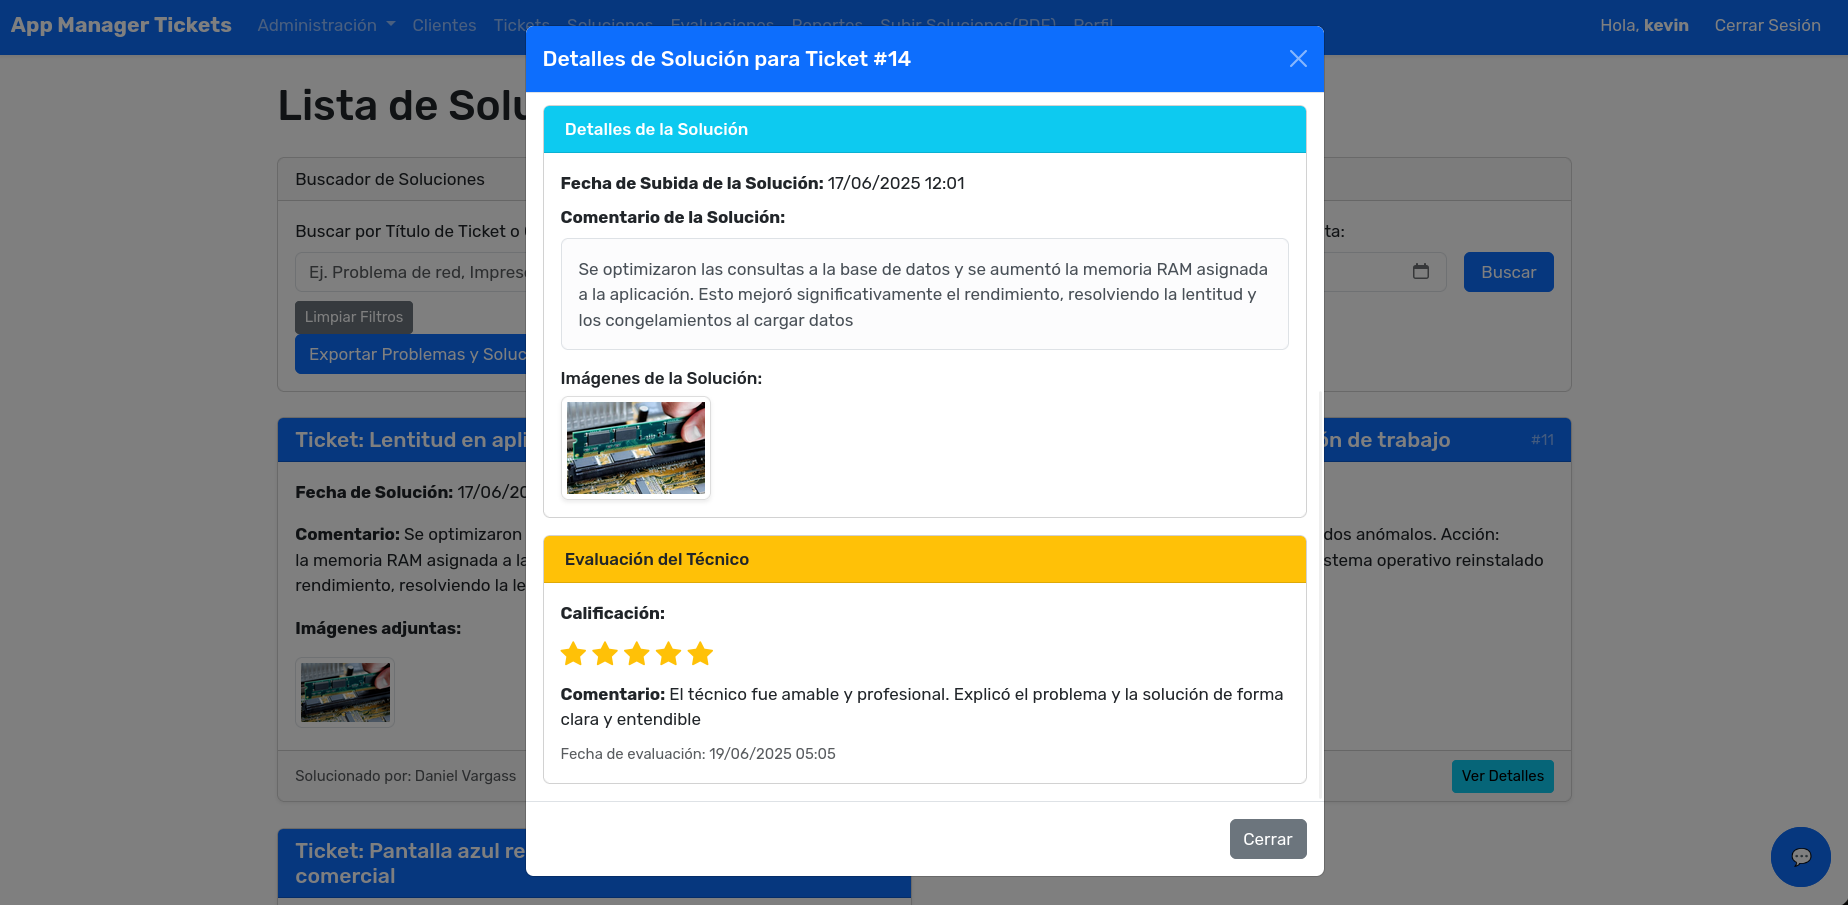 App Manager Tickets
Administración
Clientes
Tickets
Soluciones
Evaluaciones
Reportes
Subir Soluciones(PDF)
Perfil
Hola, kevin
Cerrar Sesión
Detalles de Solución para Ticket #14
Detalles de la Solución
Fecha de Subida de la Solución: 17/06/2025 12:01
Comentario de la Solución:
Se optimizaron las consultas a la base de datos y se aumentó la memoria RAM asignada
a la aplicación. Esto mejoró significativamente el rendimiento, resolviendo la lentitud y
los congelamientos al cargar datos
Imágenes de la Solución:
Evaluación del Técnico
Calificación:
Comentario: El técnico fue amable y profesional. Explicó el problema y la solución de forma
clara y entendible
Fecha de evaluación: 19/06/2025 05:05
Cerrar
Lista de Solu
Buscador de Soluciones
Buscar por Título de Ticket o
ta:
Ej. Problema de red, Impres
Buscar
Limpiar Filtros
Exportar Problemas y Soluc
Ticket: Lentitud en apli
Fecha de Solución: 17/06/20
Comentario: Se optimizaron
la memoria RAM asignada a la
rendimiento, resolviendo la le
Imágenes adjuntas:
Solucionado por: Daniel Vargass
ón de trabajo
#11
dos anómalos. Acción:
stema operativo reinstalado
Ver Detalles
Ticket: Pantalla azul re
comercial